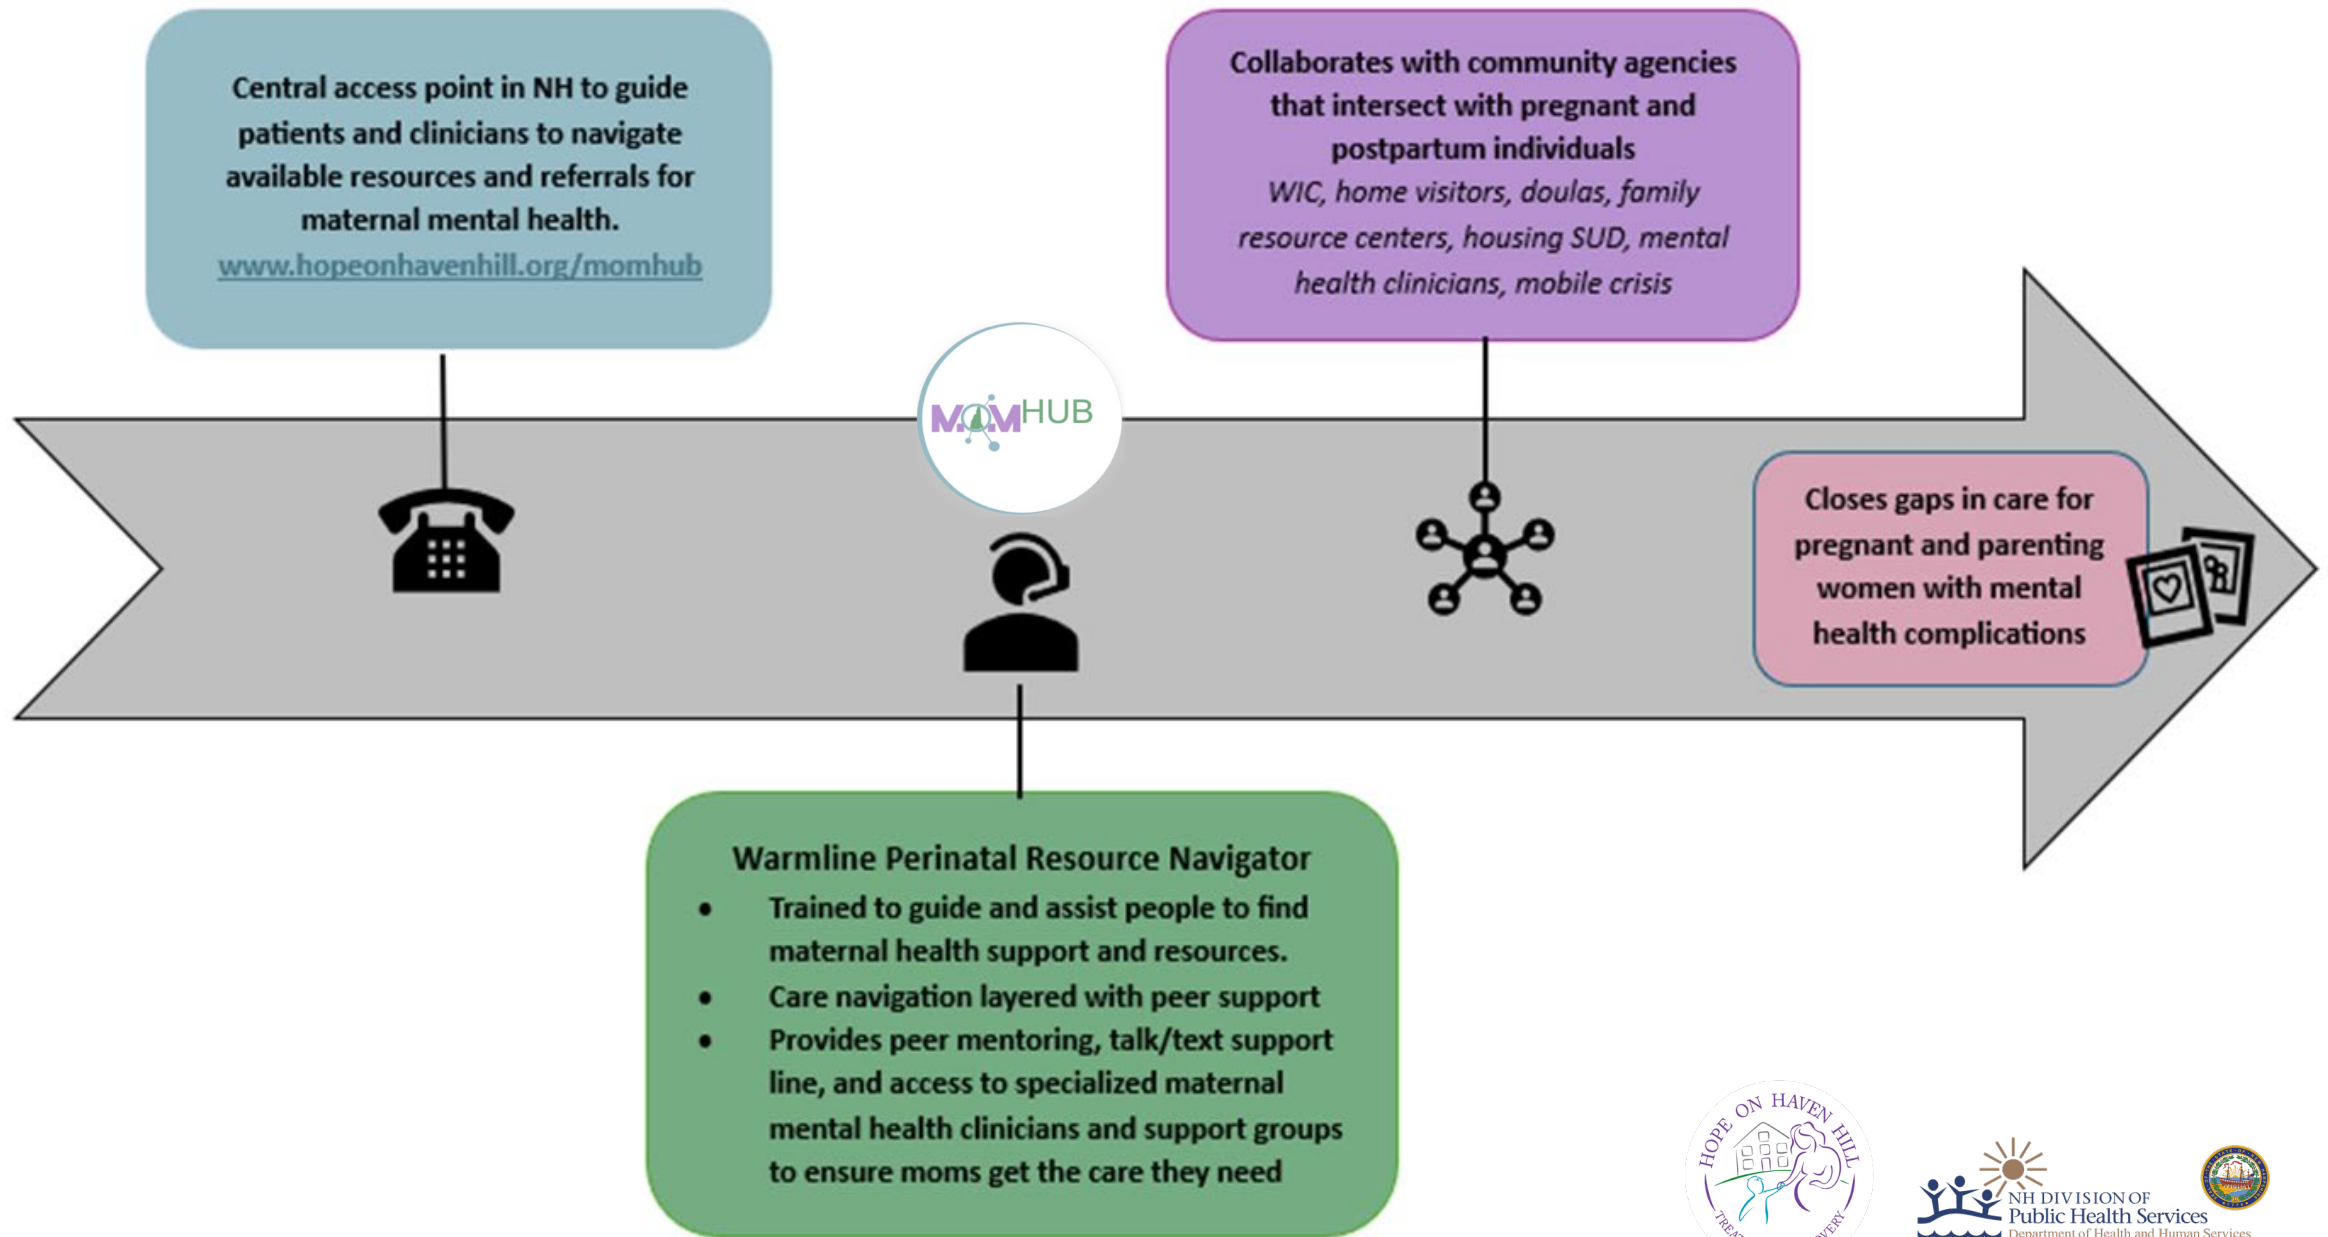 Central access point in NH to guide
patients and clinicians to navigate
available resources and referrals for
maternal mental health.
www.hopeonhavenhill.org/momhub
Collaborates with community agencies
that intersect with pregnant and
postpartum individuals
WIC, home visitors, doulas, family
resource centers, housing SUD, mental
health clinicians, mobile crisis
M.O.M HUB
Closes gaps in care for
pregnant and parenting
women with mental
health complications
Warmline Perinatal Resource Navigator
• Trained to guide and assist people to find
maternal health support and resources.
• Care navigation layered with peer support
• Provides peer mentoring, talk/text support
line, and access to specialized maternal
mental health clinicians and support groups
to ensure moms get the care they need
HOPE ON HAVEN HILL
NH DIVISION OF
Public Health Services
Department of Health and Human Services